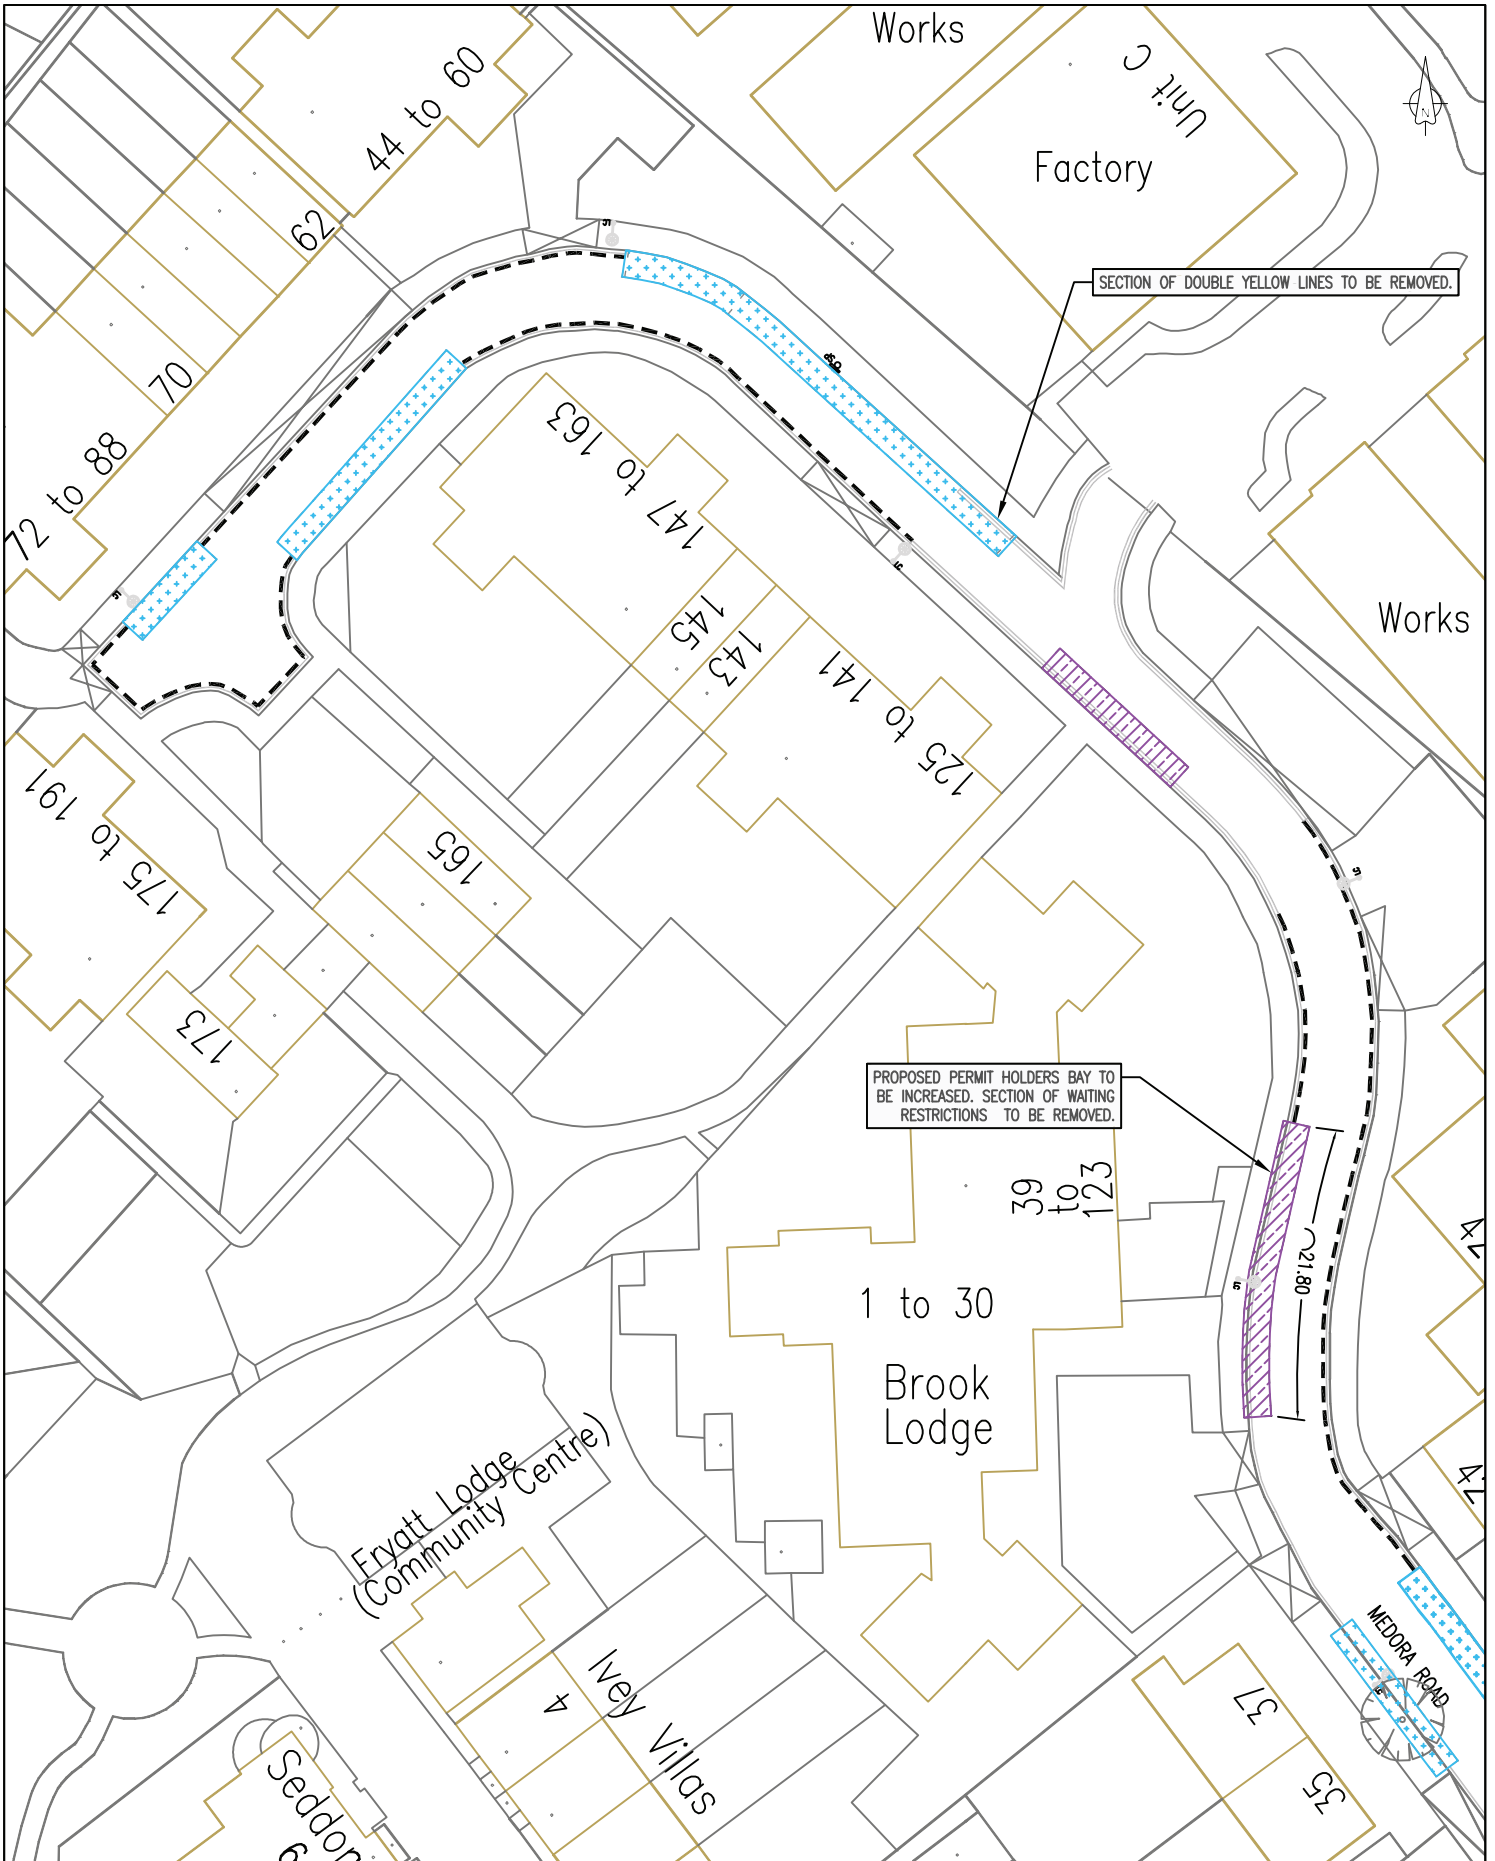 Works
Unit C
44 to 60
Factory
N
62
SECTION OF DOUBLE YELLOW LINES TO BE REMOVED.
70
147 to 163
72 to 88
Works
145
143
125 to 141
175 to 191
165
173
PROPOSED PERMIT HOLDERS BAY TO
BE INCREASED. SECTION OF WAITING
RESTRICTIONS TO BE REMOVED.
39
to
123
21.80
1 to 30
Brook
Lodge
Fryatt Lodge
(Community Centre)
MEDORA ROAD
4
Ivey Villas
37
35
Seddon